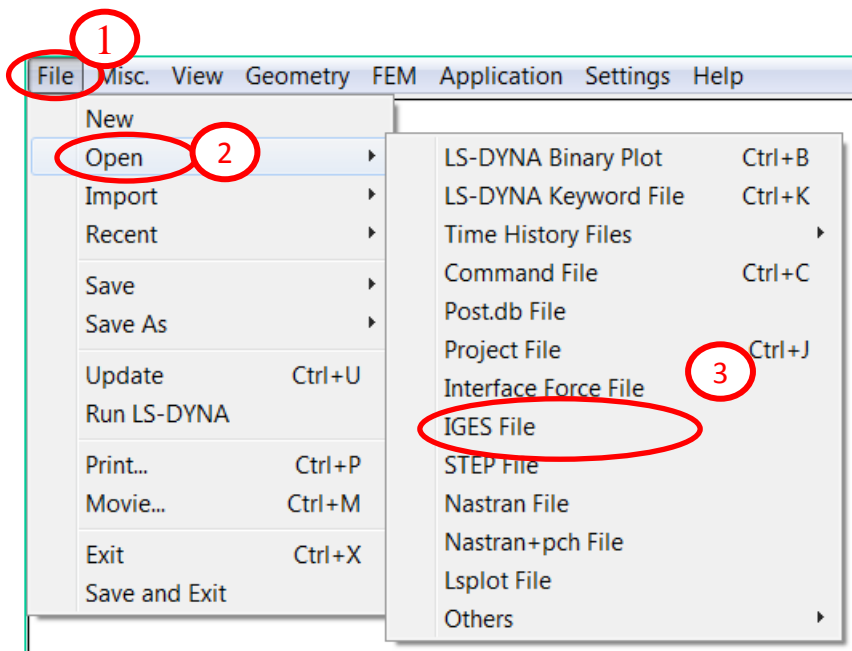 1
File Misc. View Geometry FEM Application Settings Help
New
Open 2
Import
Recent
Save
Save As
Update Ctrl+U
Run LS-DYNA
Print... Ctrl+P
Movie... Ctrl+M
Exit Ctrl+X
Save and Exit
LS-DYNA Binary Plot Ctrl+B
LS-DYNA Keyword File Ctrl+K
Time History Files
Command File Ctrl+C
Post.db File
Project File Ctrl+J
3
Interface Force File
IGES File
STEP File
Nastran File
Nastran+pch File
Lsplot File
Others